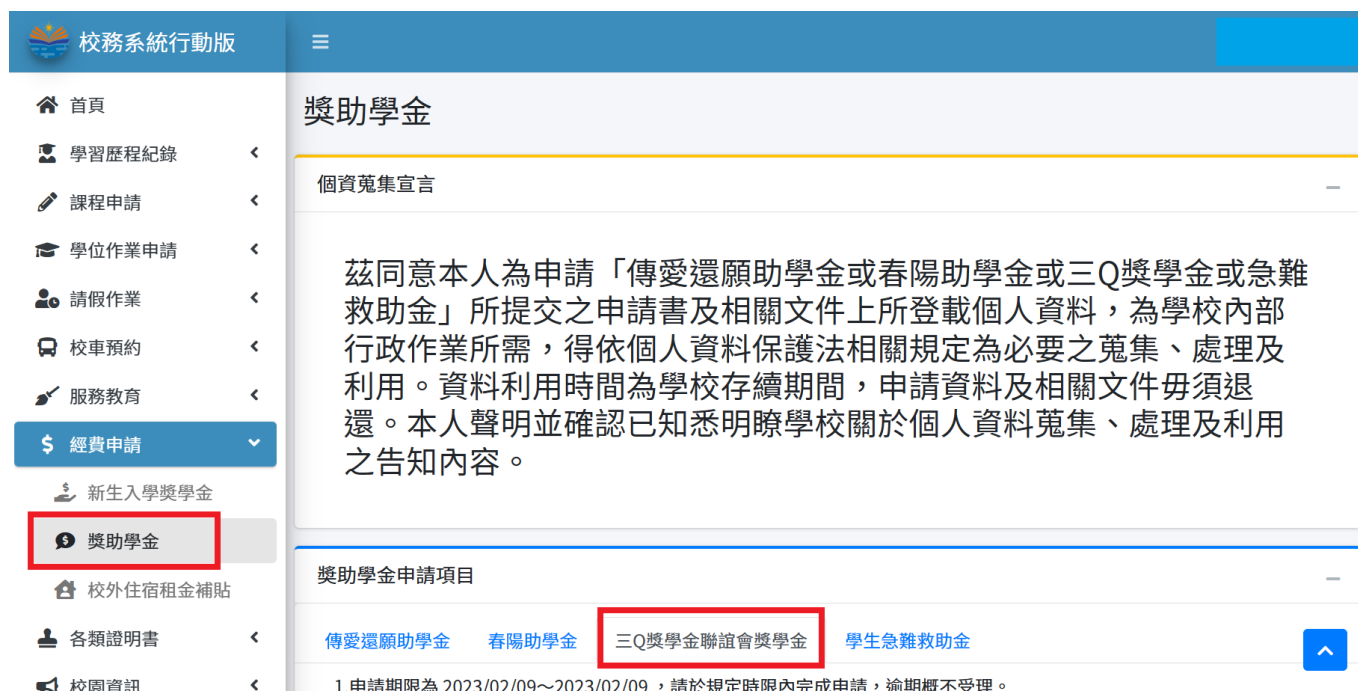 校務系統行動版
首頁
學習歷程紀錄
課程申請
學位作業申請
請假作業
校車預約
服務教育
經費申請
新生入學獎學金
獎助學金
校外住宿租金補貼
各類證明書
校園資訊
獎助學金
個資蒐集宣言
茲同意本人為申請「傳愛還願助學金或春陽助學金或三Q獎學金或急難
救助金」所提交之申請書及相關文件上所登載個人資料，為學校內部
行政作業所需，得依個人資料保護法相關規定為必要之蒐集、處理及
利用。資料利用時間為學校存續期間，申請資料及相關文件毋須退
還。本人聲明並確認已知悉明瞭學校關於個人資料蒐集、處理及利用
之告知內容。
獎助學金申請項目
傳愛還願助學金 春陽助學金 三Q獎學金聯誼會獎學金 學生急難救助金
1.申請期限為 2023/02/09～2023/02/09 ，請於規定時限內完成申請，逾期概不受理。